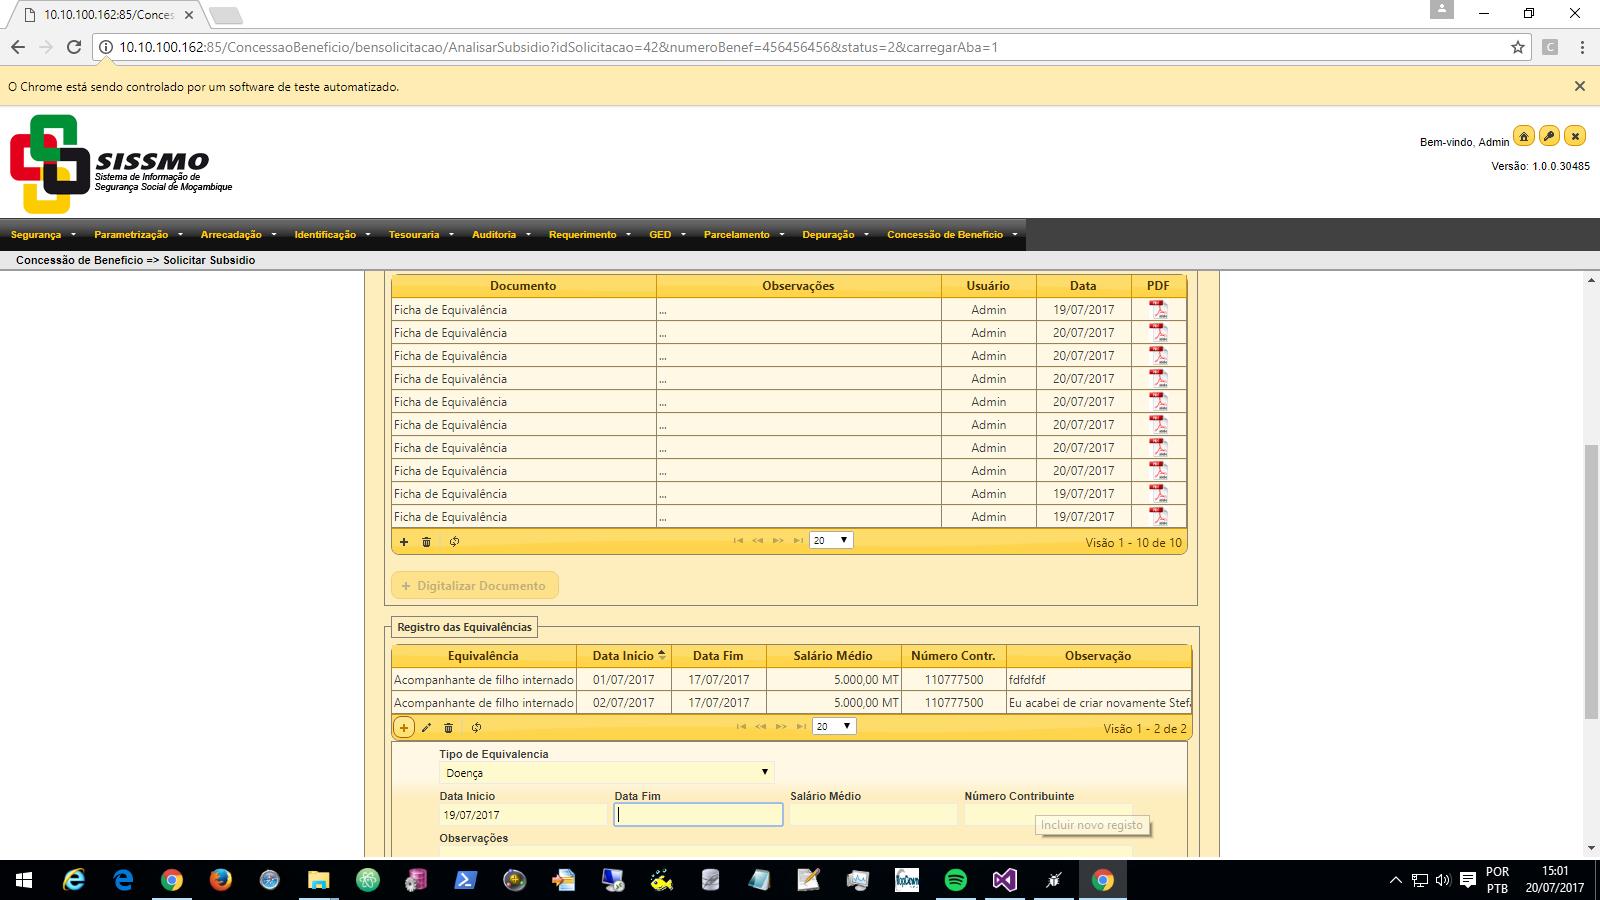 10.10.100.162:85/Conces
10.10.100.162:85/ConcessaoBeneficio/bensolicitacao/AnalisarSubsidio?idSolicitacao=42&numeroBenef=456456456&status=2&carregarAba=1
O Chrome está sendo controlado por um software de teste automatizado.
SISSMO
Sistema de Informação de
Segurança Social de Moçambique
Bem-vindo, Admin
Versão: 1.0.0.30485
Segurança Parametrização Arrecadação Identificação Tesouraria Auditoria Requerimento GED Parcelamento Depuração Concessão de Beneficio
Concessão de Beneficio => Solicitar Subsidio
Documento Observações Usuário Data PDF
Ficha de Equivalência ... Admin 19/07/2017
Ficha de Equivalência ... Admin 20/07/2017
Ficha de Equivalência ... Admin 20/07/2017
Ficha de Equivalência ... Admin 20/07/2017
Ficha de Equivalência ... Admin 20/07/2017
Ficha de Equivalência ... Admin 20/07/2017
Ficha de Equivalência ... Admin 20/07/2017
Ficha de Equivalência ... Admin 20/07/2017
Ficha de Equivalência ... Admin 19/07/2017
Ficha de Equivalência ... Admin 19/07/2017
20 Visão 1 - 10 de 10
+ Digitalizar Documento
Registro das Equivalências
Equivalência Data Inicio Data Fim Salário Médio Número Contr. Observação
Acompanhante de filho internado 01/07/2017 17/07/2017 5.000,00 MT 110777500 fdfdfdf
Acompanhante de filho internado 02/07/2017 17/07/2017 5.000,00 MT 110777500 Eu acabei de criar novamente Stefa
20 Visão 1 - 2 de 2
Tipo de Equivalencia
Doença
Data Inicio Data Fim Salário Médio Número Contribuinte
19/07/2017
Incluir novo registo
Observações
POR
PTB
15:01
20/07/2017